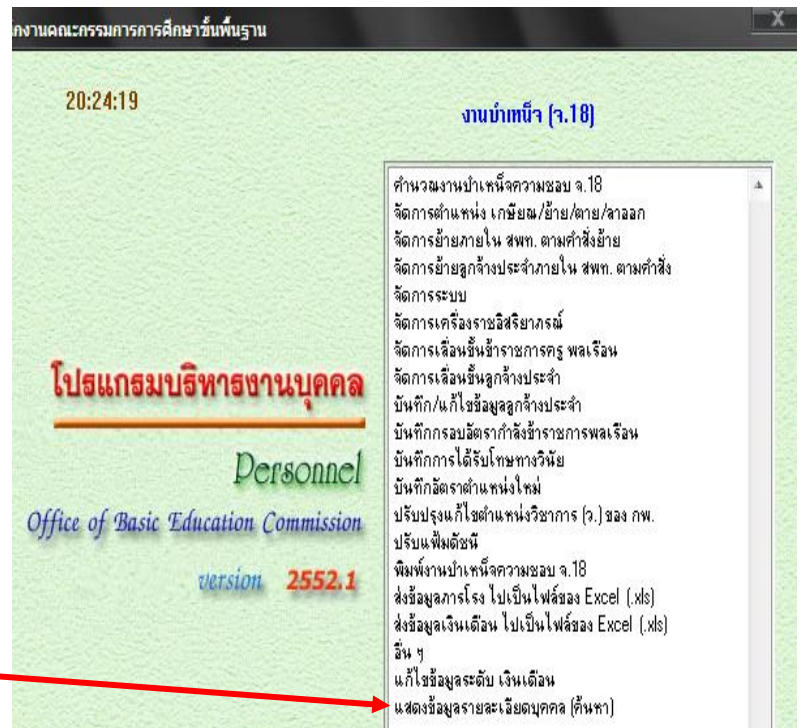 กงานคณะกรรมการการศึกษาขั้นพื้นฐาน
X
20:24:19
งานบำเหน็จ (จ.18)
คำนวณงานบำเหน็จความชอบ จ.18
จัดการตำแหน่ง เกษียณ/ย้าย/ตาย/ลาออก
จัดการย้ายภายใน สพท. ตามคำสั่งย้าย
จัดการย้ายลูกจ้างประจำภายใน สพท. ตามคำสั่ง
จัดการระบบ
จัดการเครื่องราชอิสริยาภรณ์
จัดการเลื่อนขั้นข้าราชการครู พลเรือน
จัดการเลื่อนขั้นลูกจ้างประจำ
บันทึก/แก้ไขข้อมูลลูกจ้างประจำ
บันทึกกรอบอัตรากำลังข้าราชการพลเรือน
บันทึกการได้รับโทษทางวินัย
บันทึกอัตราตำแหน่งใหม่
ปรับปรุงแก้ไขตำแหน่งวิชาการ (ว.) ของ กพ.
ปรับแฟ้มดัชนี
พิมพ์งานบำเหน็จความชอบ จ.18
ส่งข้อมูลภารโรง ไปเป็นไฟล์ของ Excel (.xls)
ส่งข้อมูลเงินเดือน ไปเป็นไฟล์ของ Excel (.xls)
อื่น ๆ
แก้ไขข้อมูลระดับ เงินเดือน
แสดงข้อมูลรายละเอียดบุคคล (ค้นหา)
โปรแกรมบริหารงานบุคคล
Personnel
Office of Basic Education Commission
version 2552.1